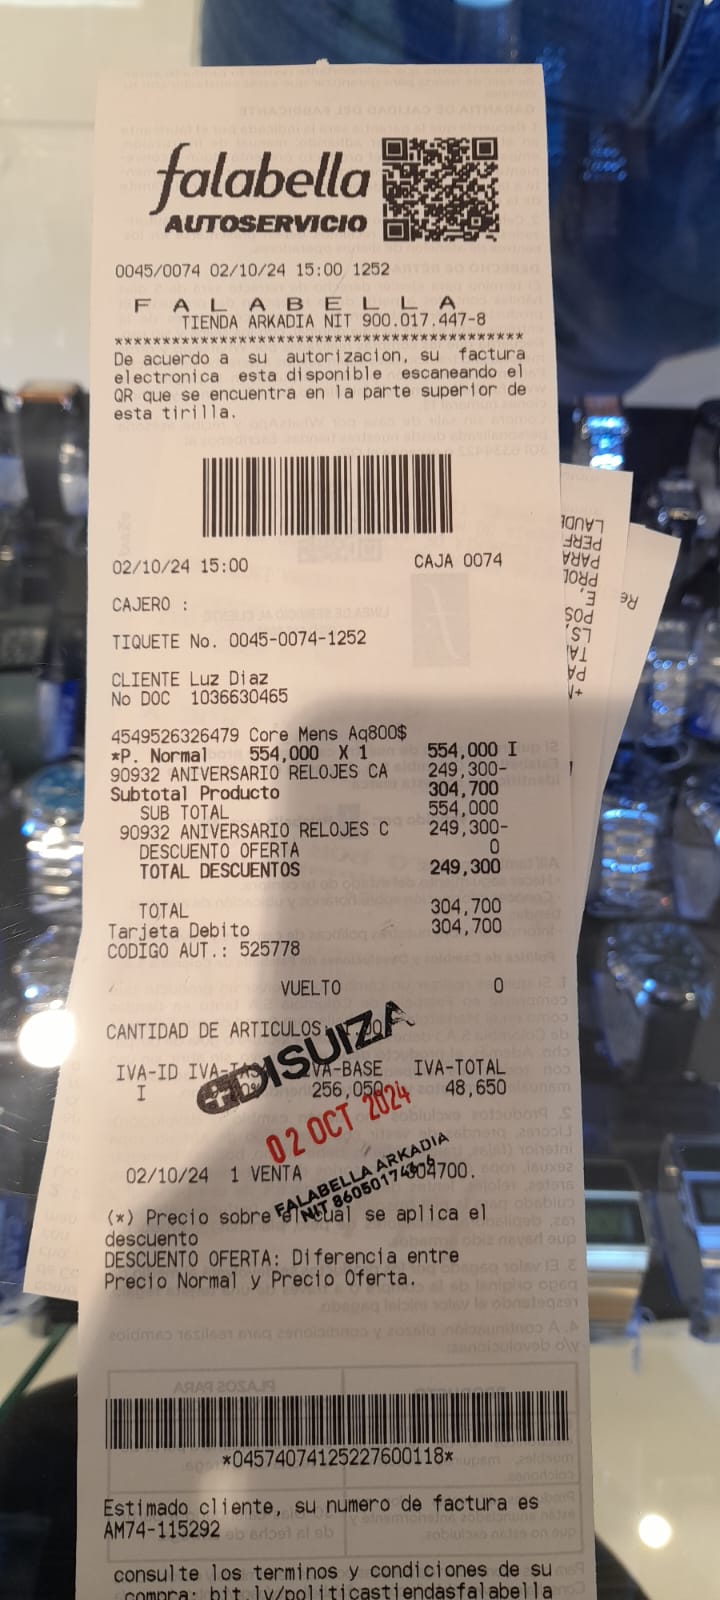 falabella
AUTOSERVICIO
0045/0074 02/10/24 15:00 1252
F A L A B E L L A
TIENDA ARKADIA NIT 900.017.447-8
****************************************************
De acuerdo a su autorizacion, su factura
electronica esta disponible escaneando el
QR que se encuentra en la parte superior de
esta tirilla.
02/10/24 15:00 CAJA 0074
CAJERO :
TIQUETE No. 0045-0074-1252
CLIENTE Luz Diaz
No DOC 1036630465
4549526326479 Core Mens Aq800$
*P. Normal 554,000 X 1 554,000 I
90932 ANIVERSARIO RELOJES CA 249,300-
Subtotal Producto 304,700
SUB TOTAL 554,000
90932 ANIVERSARIO RELOJES C 249,300-
DESCUENTO OFERTA 0
TOTAL DESCUENTOS 249,300
TOTAL 304,700
Tarjeta Debito 304,700
CODIGO AUT.: 525778
VUELTO 0
CANTIDAD DE ARTICULOS:
DISUIZA
IVA-ID IVA-BASE IVA-TOTAL
I 256,050 48,650
02 OCT 2024
FALABELLA ARKADIA
02/10/24 1 VENTA 304700.
(*) Precio sobre el cual se aplica el
descuento
DESCUENTO OFERTA: Diferencia entre
Precio Normal y Precio Oferta.
*04574074125227600118*
Estimado cliente, su numero de factura es
AM74-115292
consulte los terminos y condiciones de su
compra: bit.ly/politicastiendasfalabella